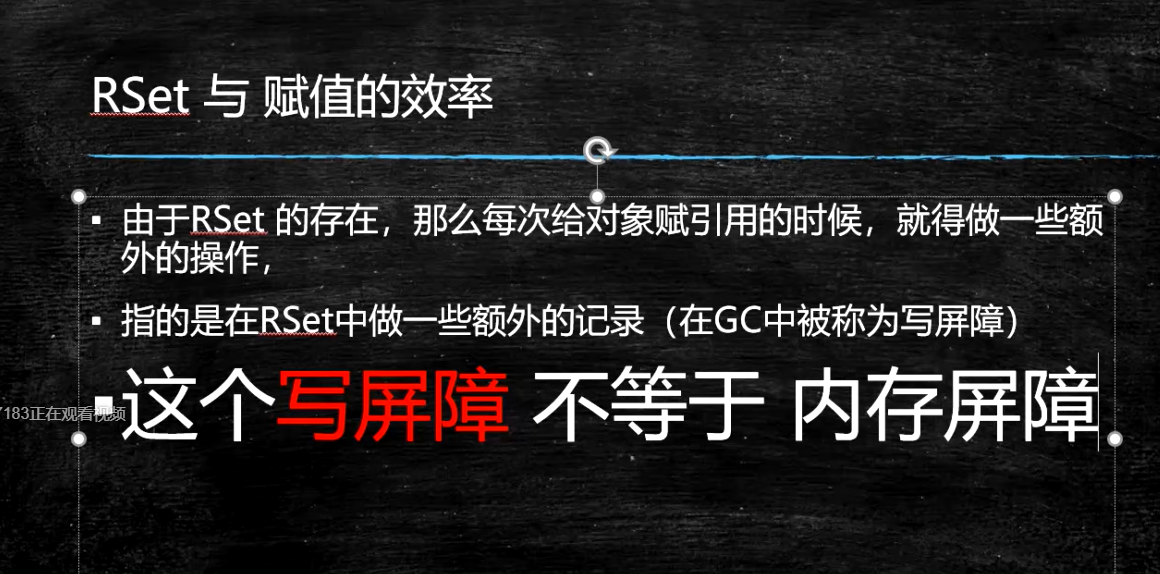 RSet 与 赋值的效率
▪ 由于RSet 的存在，那么每次给对象赋引用的时候，就得做一些额
外的操作，
▪ 指的是在RSet中做一些额外的记录（在GC中被称为写屏障）
▪ 这个写屏障 不等于 内存屏障
183正在观看视频